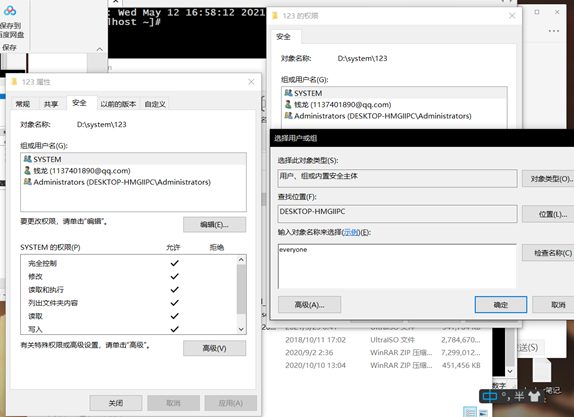 : Wed May 12 16:58:12 2021
lhost ~]#
保存到
百度网盘
保存
123 的权限
安全
对象名称: D:\system\123
组或用户名(G):
SYSTEM
钱龙 (1137401890@qq.com)
Administrators (DESKTOP-HMGIIPC\Administrators)
123 属性
常规 共享 安全 以前的版本 自定义
对象名称: D:\system\123
组或用户名(G):
SYSTEM
钱龙 (1137401890@qq.com)
Administrators (DESKTOP-HMGIIPC\Administrators)
要更改权限，请单击"编辑"。
编辑(E)...
SYSTEM 的权限(P) 允许 拒绝
完全控制
修改
读取和执行
列出文件夹内容
读取
写入
有关特殊权限或高级设置，请单击"高级"。
高级(V)
关闭 取消 应用(A)
选择用户或组
选择此对象类型(S):
用户、组或内置安全主体
对象类型(O)...
查找位置(F):
DESKTOP-HMGIIPC
位置(L)...
输入对象名称来选择(示例)(E):
everyone
检查名称(C)
高级(A)...
确定
取消
2018/10/11 17:02 UltraISO 文件 2,784,670...
2020/9/2 2:36 WinRAR ZIP 压缩... 7,299,012...
2020/10/10 13:04 WinRAR ZIP 压缩... 451,456 KB
送(S)
数字
笔记
中 °, 半